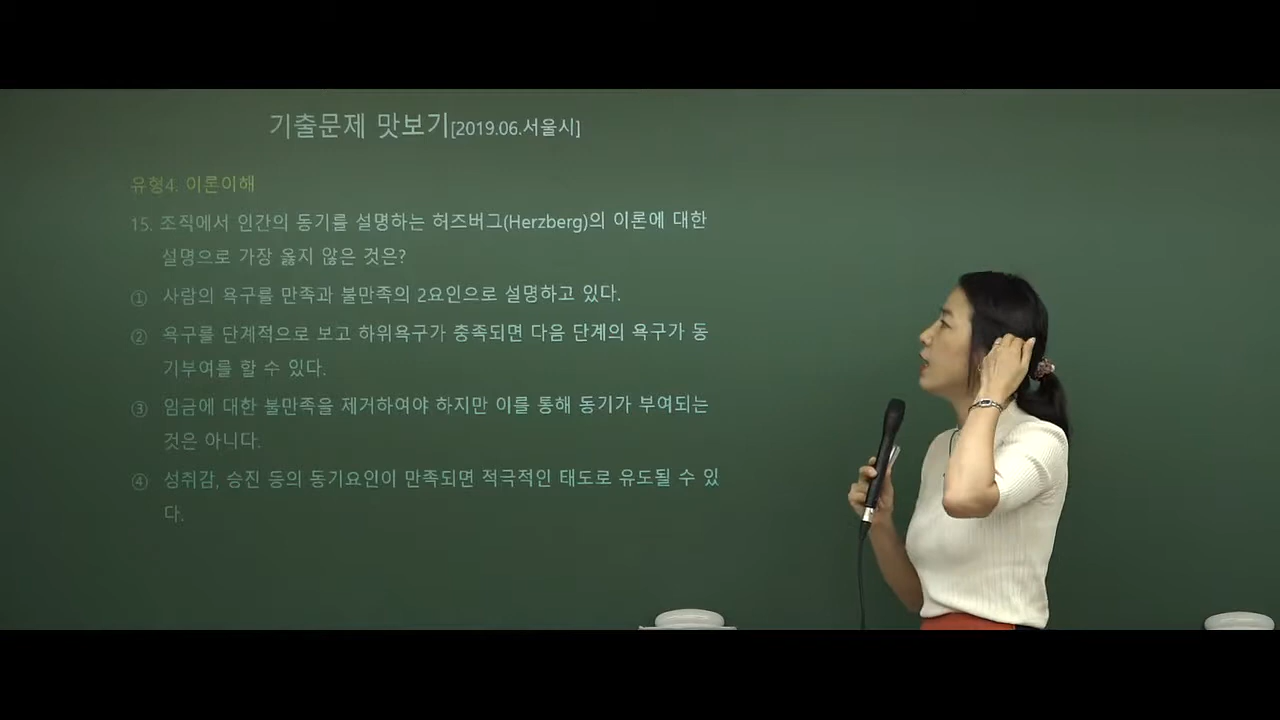 기출문제 맛보기[2019.06.서울시]
유형4. 이론이해
15. 조직에서 인간의 동기를 설명하는 허즈버그(Herzberg)의 이론에 대한
설명으로 가장 옳지 않은 것은?
① 사람의 욕구를 만족과 불만족의 2요인으로 설명하고 있다.
② 욕구를 단계적으로 보고 하위욕구가 충족되면 다음 단계의 욕구가 동
기부여를 할 수 있다.
③ 임금에 대한 불만족을 제거하여야 하지만 이를 통해 동기가 부여되는
것은 아니다.
④ 성취감, 승진 등의 동기요인이 만족되면 적극적인 태도로 유도될 수 있
다.